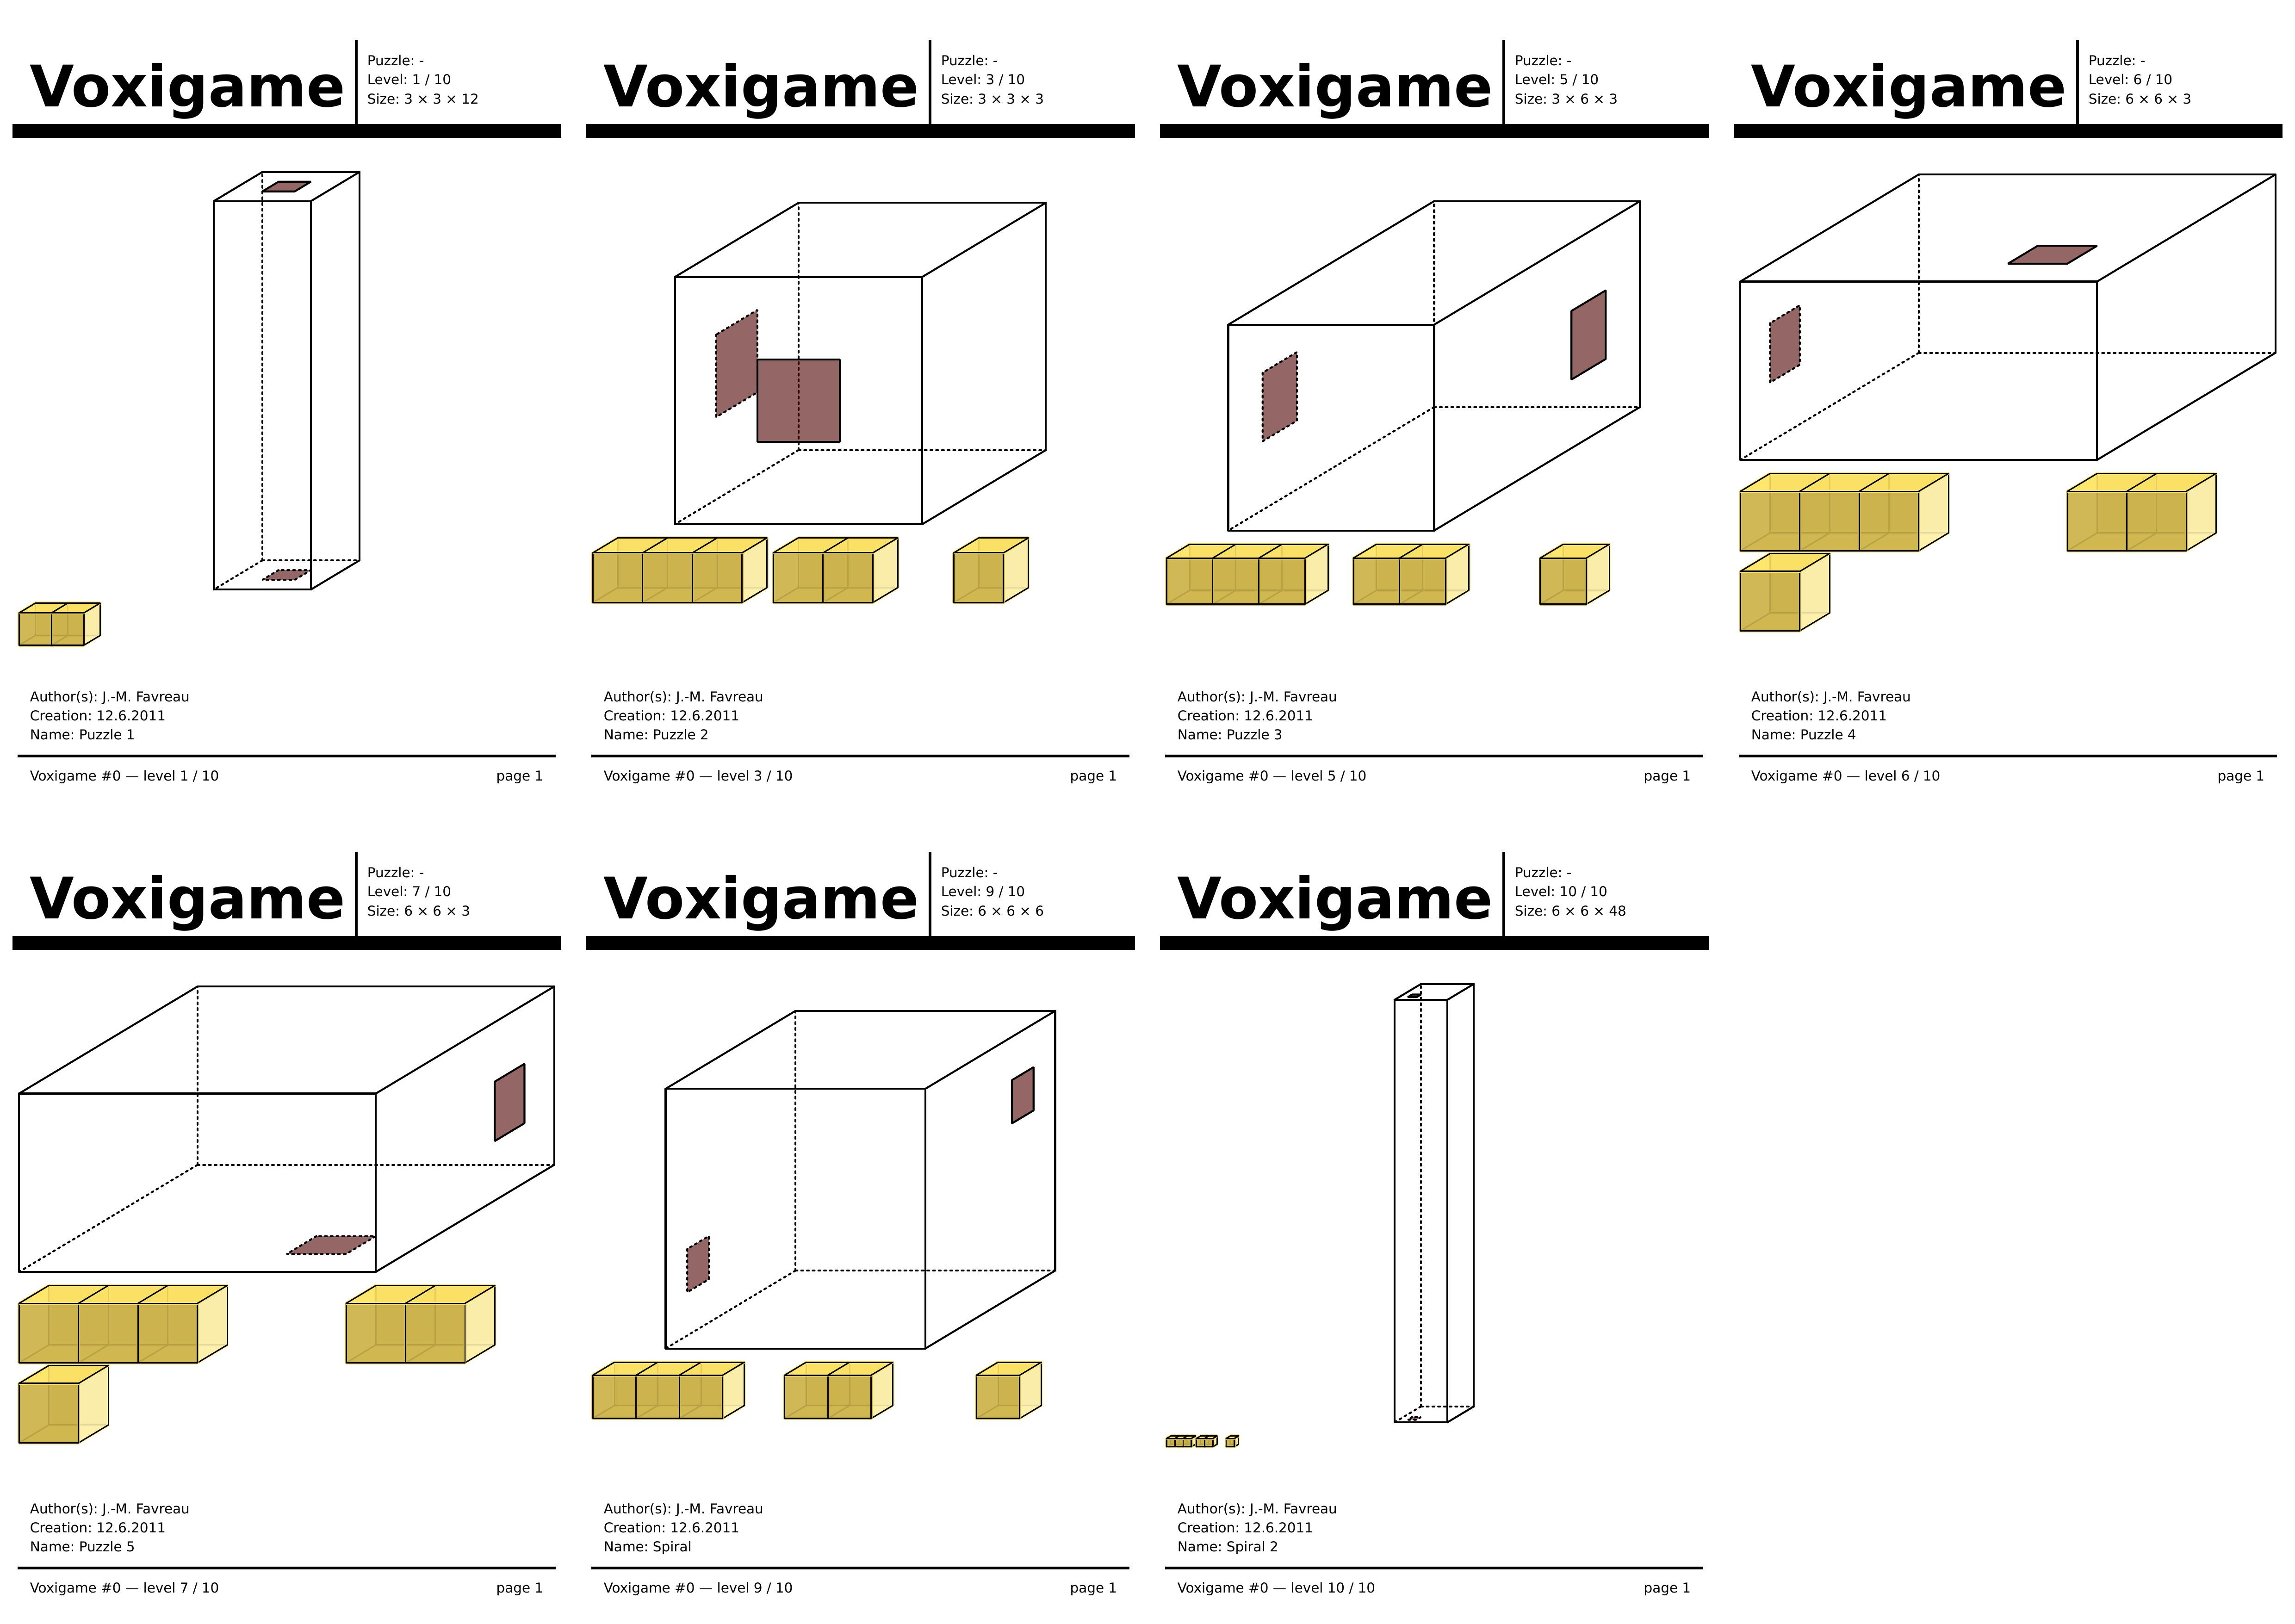 Voxigame
Puzzle: -
Level: 1 / 10
Size: 3 × 3 × 12
Author(s): J.-M. Favreau
Creation: 12.6.2011
Name: Puzzle 1
Voxigame #0 — level 1 / 10
page 1
Voxigame
Puzzle: -
Level: 3 / 10
Size: 3 × 3 × 3
Author(s): J.-M. Favreau
Creation: 12.6.2011
Name: Puzzle 2
Voxigame #0 — level 3 / 10
page 1
Voxigame
Puzzle: -
Level: 5 / 10
Size: 3 × 6 × 3
Author(s): J.-M. Favreau
Creation: 12.6.2011
Name: Puzzle 3
Voxigame #0 — level 5 / 10
page 1
Voxigame
Puzzle: -
Level: 6 / 10
Size: 6 × 6 × 3
Author(s): J.-M. Favreau
Creation: 12.6.2011
Name: Puzzle 4
Voxigame #0 — level 6 / 10
page 1
Voxigame
Puzzle: -
Level: 7 / 10
Size: 6 × 6 × 3
Author(s): J.-M. Favreau
Creation: 12.6.2011
Name: Puzzle 5
Voxigame #0 — level 7 / 10
page 1
Voxigame
Puzzle: -
Level: 9 / 10
Size: 6 × 6 × 6
Author(s): J.-M. Favreau
Creation: 12.6.2011
Name: Spiral
Voxigame #0 — level 9 / 10
page 1
Voxigame
Puzzle: -
Level: 10 / 10
Size: 6 × 6 × 48
Author(s): J.-M. Favreau
Creation: 12.6.2011
Name: Spiral 2
Voxigame #0 — level 10 / 10
page 1